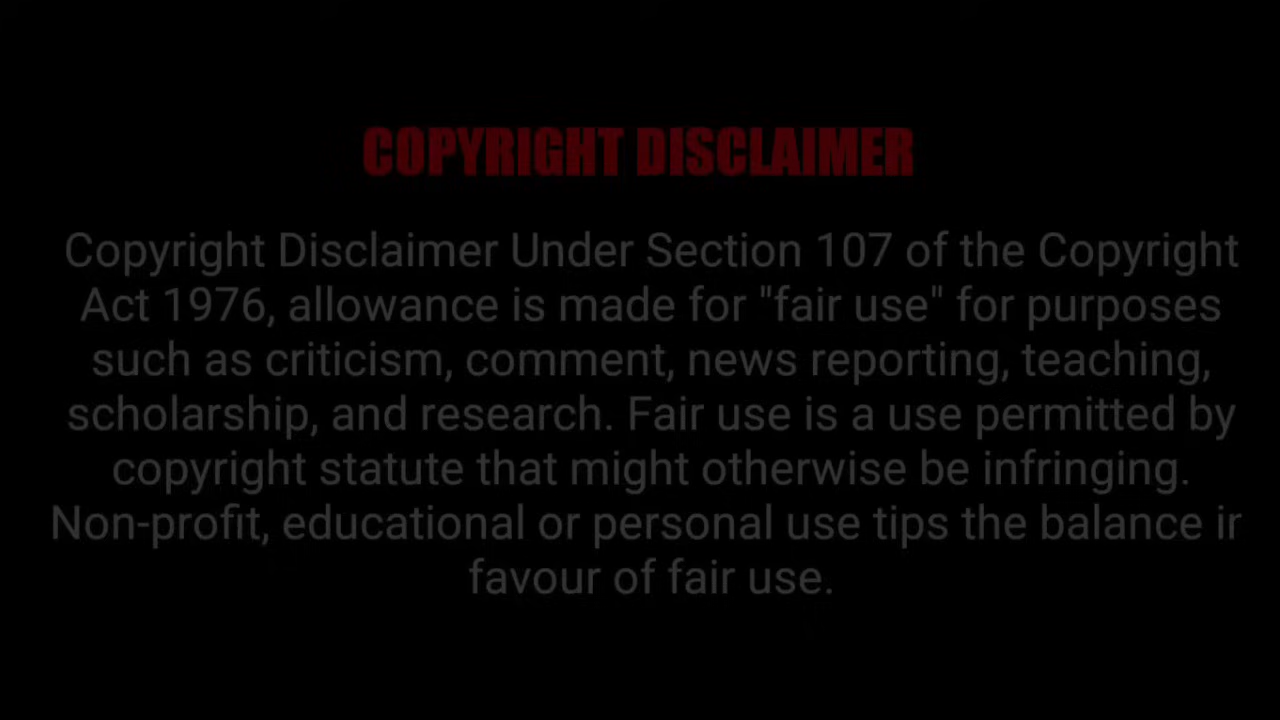 COPYRIGHT DISCLAIMER
Copyright Disclaimer Under Section 107 of the Copyright
Act 1976, allowance is made for "fair use" for purposes
such as criticism, comment, news reporting, teaching,
scholarship, and research. Fair use is a use permitted by
copyright statute that might otherwise be infringing.
Non-profit, educational or personal use tips the balance ir
favour of fair use.